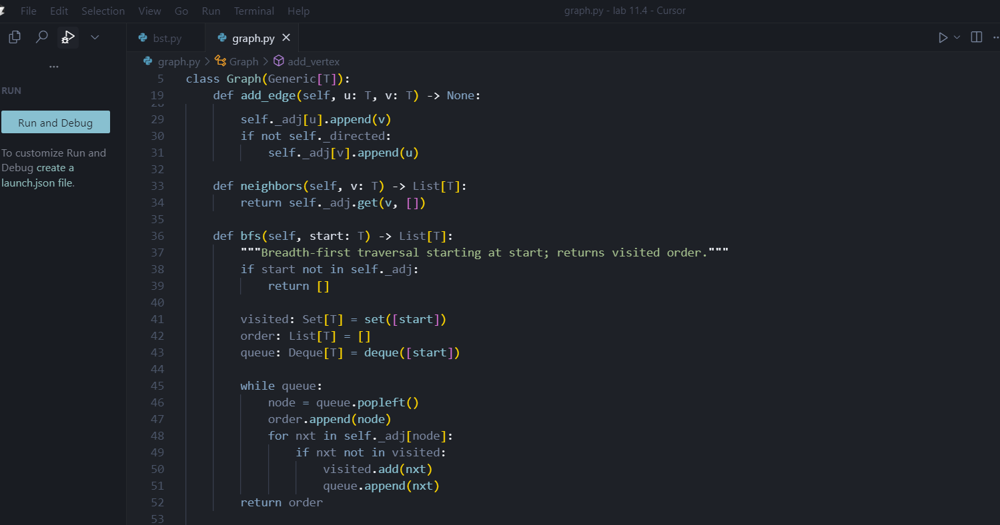 File Edit Selection View Go Run Terminal Help
graph.py - lab 11.4 - Cursor
bst.py
graph.py
...
RUN
Run and Debug
To customize Run and
Debug create a
launch.json file.
graph.py > Graph > add_vertex
5 class Graph(Generic[T]):
19 def add_edge(self, u: T, v: T) -> None:
28
29 self._adj[u].append(v)
30 if not self._directed:
31 self._adj[v].append(u)
32
33 def neighbors(self, v: T) -> List[T]:
34 return self._adj.get(v, [])
35
36 def bfs(self, start: T) -> List[T]:
37 """Breadth-first traversal starting at start; returns visited order."""
38 if start not in self._adj:
39 return []
40
41 visited: Set[T] = set([start])
42 order: List[T] = []
43 queue: Deque[T] = deque([start])
44
45 while queue:
46 node = queue.popleft()
47 order.append(node)
48 for nxt in self._adj[node]:
49 if nxt not in visited:
50 visited.add(nxt)
51 queue.append(nxt)
52 return order
53